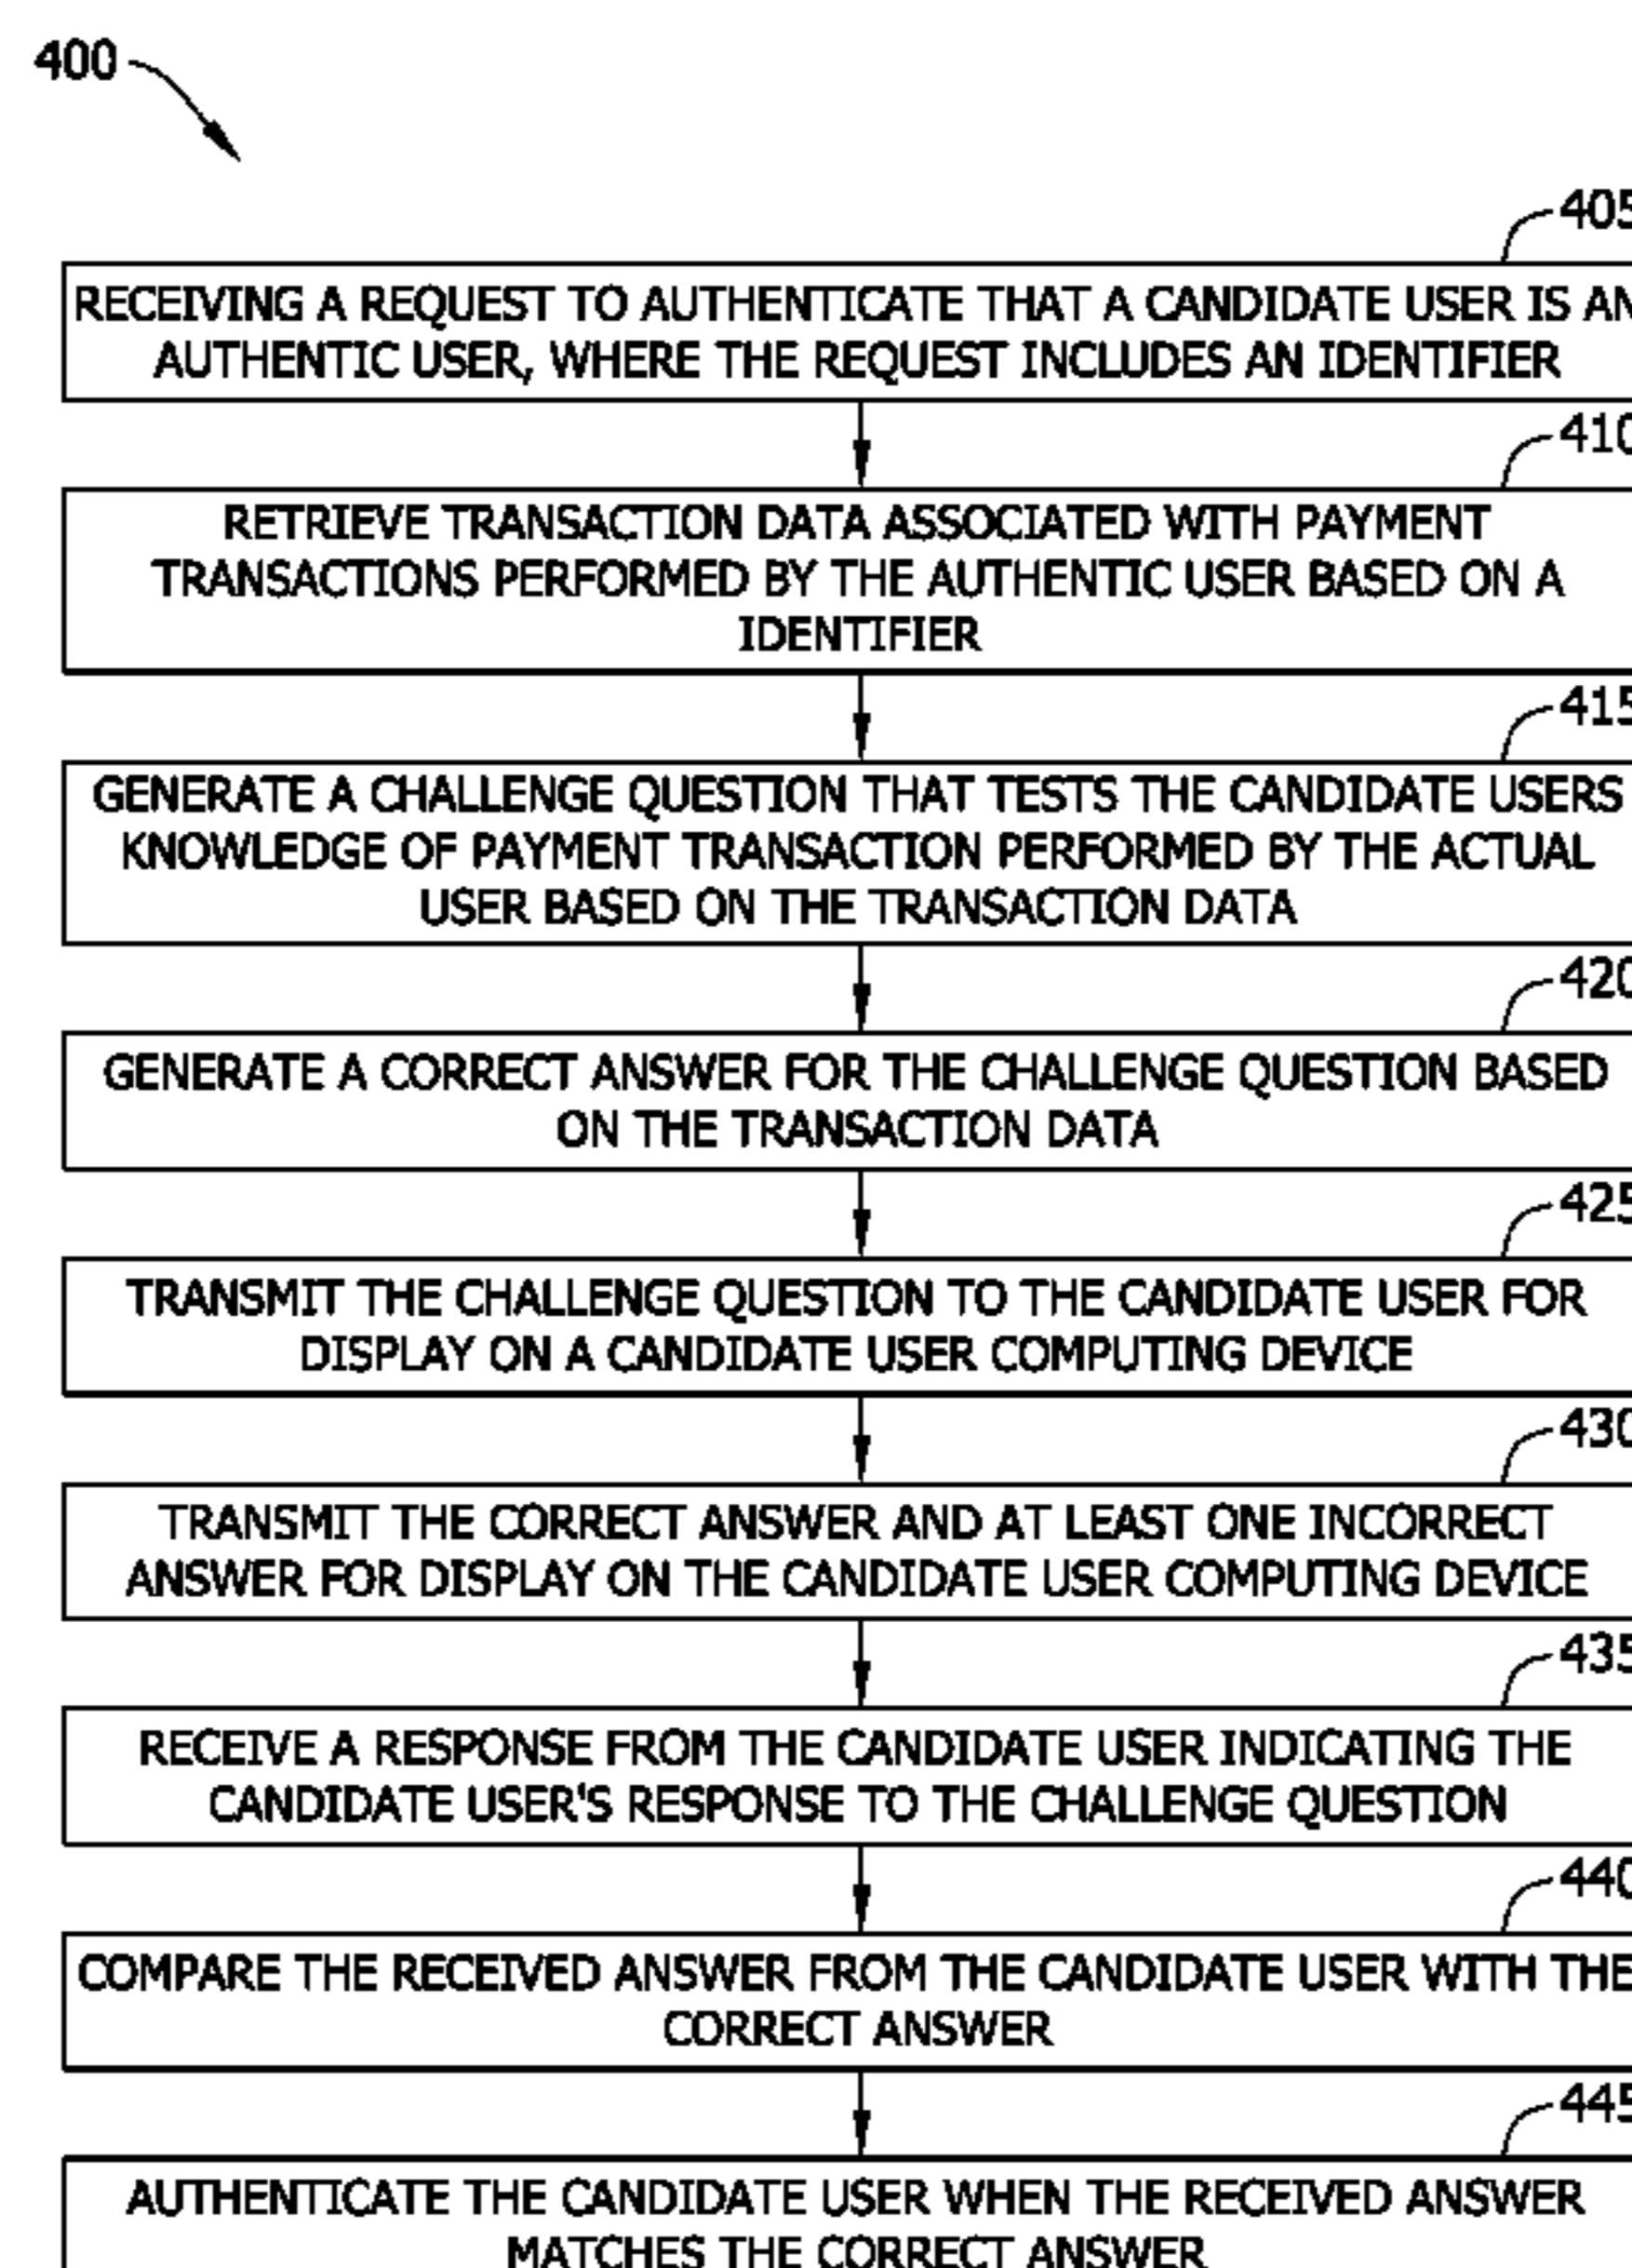 400
405
RECEIVING A REQUEST TO AUTHENTICATE THAT A CANDIDATE USER IS AN
AUTHENTIC USER, WHERE THE REQUEST INCLUDES AN IDENTIFIER
410
RETRIEVE TRANSACTION DATA ASSOCIATED WITH PAYMENT
TRANSACTIONS PERFORMED BY THE AUTHENTIC USER BASED ON A
IDENTIFIER
415
GENERATE A CHALLENGE QUESTION THAT TESTS THE CANDIDATE USERS
KNOWLEDGE OF PAYMENT TRANSACTION PERFORMED BY THE ACTUAL
USER BASED ON THE TRANSACTION DATA
420
GENERATE A CORRECT ANSWER FOR THE CHALLENGE QUESTION BASED
ON THE TRANSACTION DATA
425
TRANSMIT THE CHALLENGE QUESTION TO THE CANDIDATE USER FOR
DISPLAY ON A CANDIDATE USER COMPUTING DEVICE
430
TRANSMIT THE CORRECT ANSWER AND AT LEAST ONE INCORRECT
ANSWER FOR DISPLAY ON THE CANDIDATE USER COMPUTING DEVICE
435
RECEIVE A RESPONSE FROM THE CANDIDATE USER INDICATING THE
CANDIDATE USER'S RESPONSE TO THE CHALLENGE QUESTION
440
COMPARE THE RECEIVED ANSWER FROM THE CANDIDATE USER WITH THE
CORRECT ANSWER
445
AUTHENTICATE THE CANDIDATE USER WHEN THE RECEIVED ANSWER
MATCHES THE CORRECT ANSWER